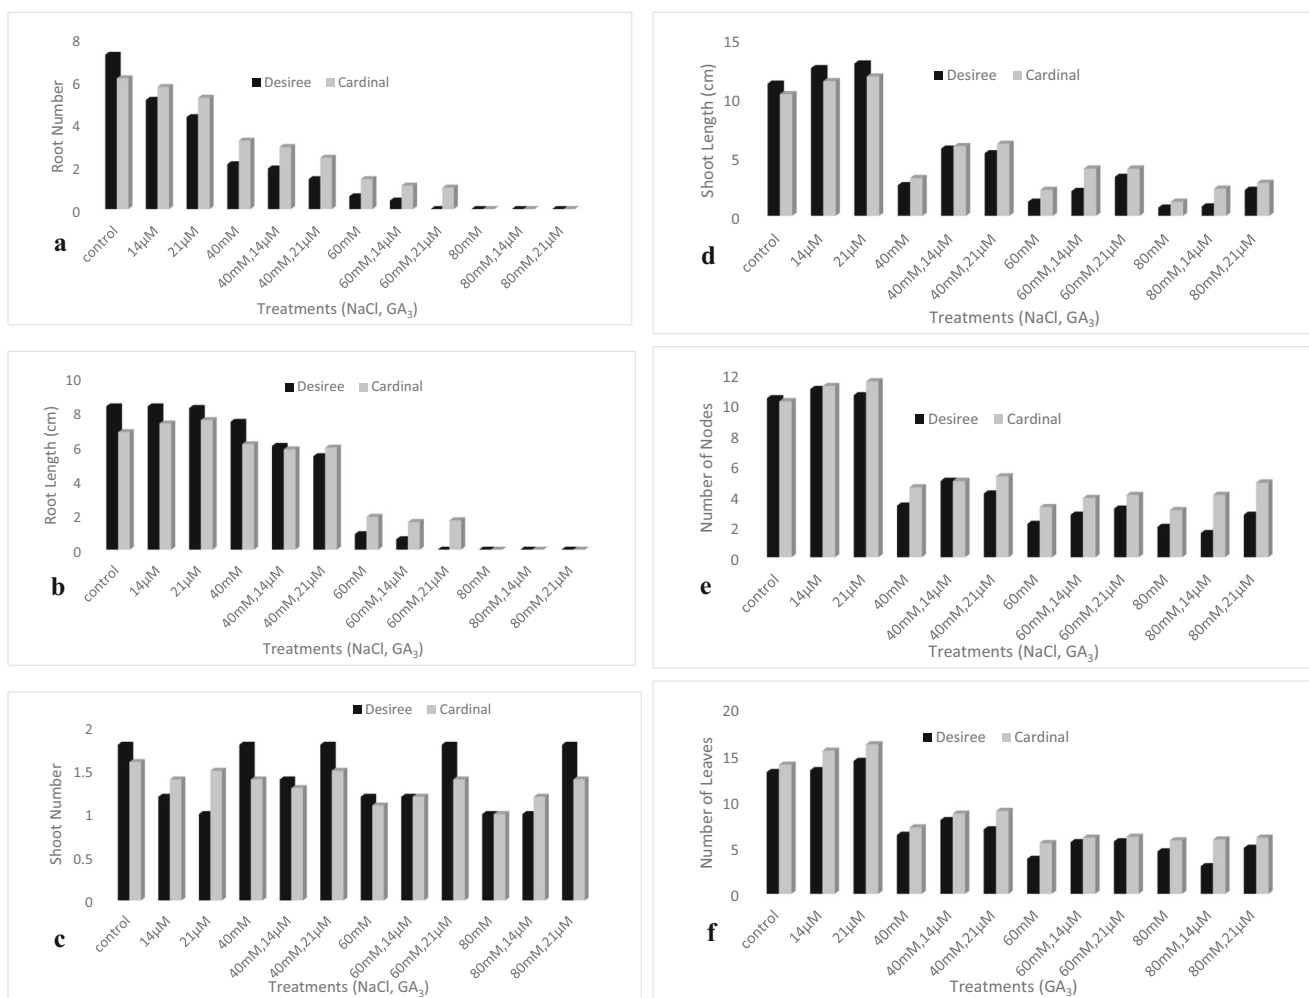 8
6
4
2
0
Root Number
Desiree Cardinal
control 14μM 21μM 40mM 40mM,14μM 40mM,21μM 60mM 60mM,14μM 60mM,21μM 80mM 80mM,14μM 80mM,21μM
a
Treatments (NaCl, GA3)
10
8
6
4
2
0
Root Length (cm)
Desiree Cardinal
control 14μM 21μM 40mM 40mM,14μM 40mM,21μM 60mM 60mM,14μM 60mM,21μM 80mM 80mM,14μM 80mM,21μM
b
Treatments (NaCl, GA3)
Desiree Cardinal
2
1.5
1
0.5
0
Shoot Number
control 14μM 21μM 40mM 40mM,14μM 40mM,21μM 60mM 60mM,14μM 60mM,21μM 80mM 80mM,14μM 80mM,21μM
c
Treatments (NaCl, GA3)
15
10
5
0
Shoot Length (cm)
Desiree Cardinal
control 14μM 21μM 40mM 40mM,14μM 40mM,21μM 60mM 60mM,14μM 60mM,21μM 80mM 80mM,14μM 80mM,21μM
d
Treatments (NaCl, GA3)
12
10
8
6
4
2
0
Number of Nodes
Desiree Cardinal
control 14μM 21μM 40mM 40mM,14μM 40mM,21μM 60mM 60mM,14μM 60mM,21μM 80mM 80mM,14μM 80mM,21μM
e
Treatments (NaCl, GA3)
20
15
10
5
0
Number of Leaves
Desiree Cardinal
control 14μM 21μM 40mM 40mM,14μM 40mM,21μM 60mM 60mM,14μM 60mM,21μM 80mM 80mM,14μM 80mM,21μM
f
Treatments (GA3)